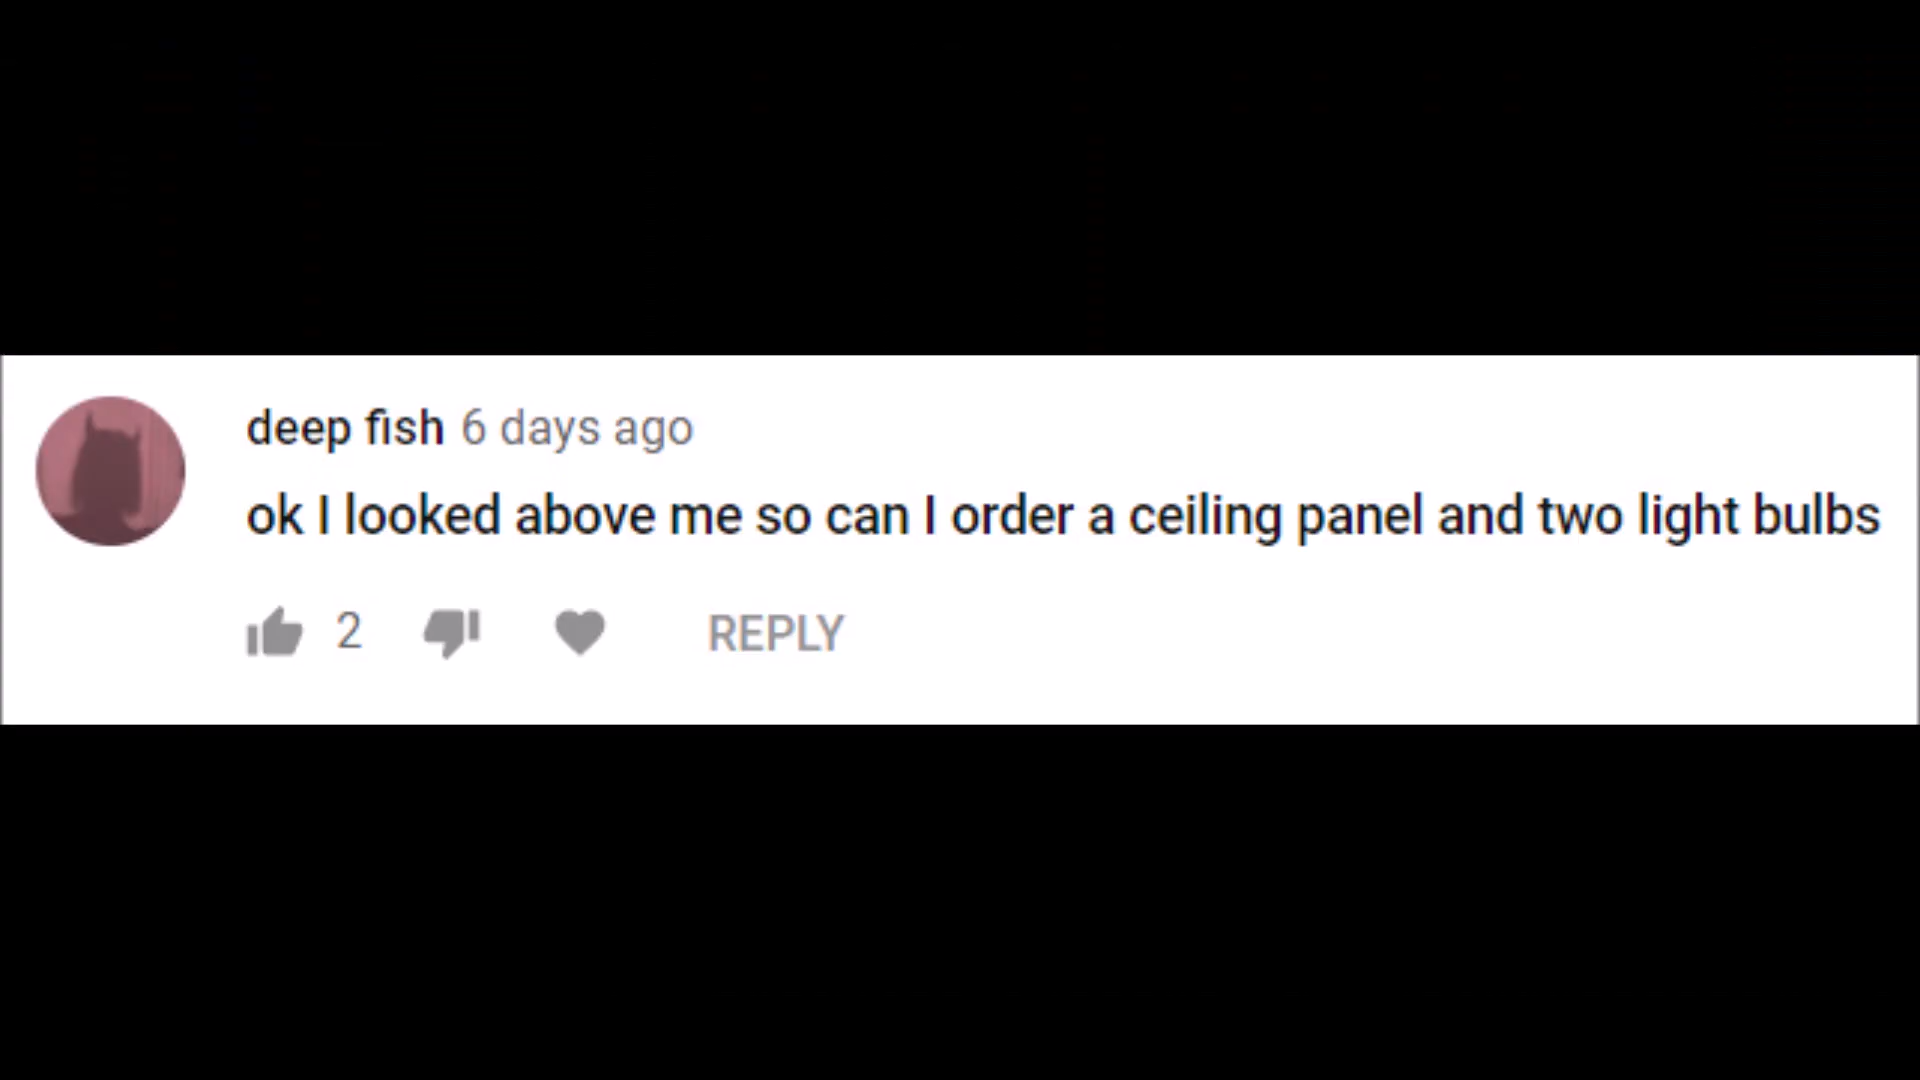 deep fish 6 days ago
ok I looked above me so can I order a ceiling panel and two light bulbs
2 REPLY